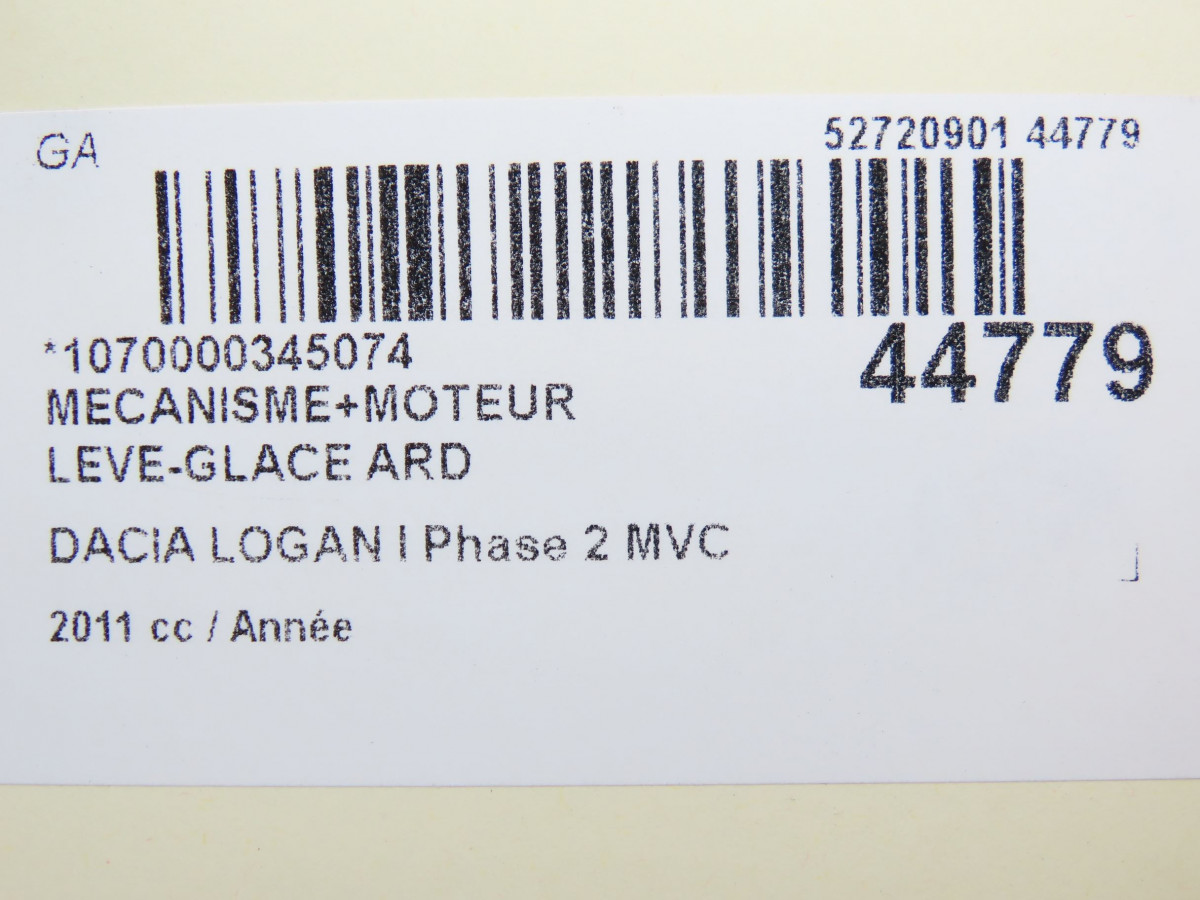 GA
52720901 44779
*1070000345074
44779
MECANISME+MOTEUR
LEVE-GLACE ARD
DACIA LOGAN I Phase 2 MVC
2011 cc / Année